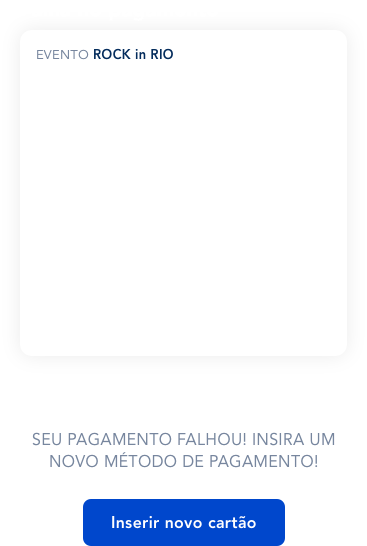 EVENTO ROCK in RIO
SEU PAGAMENTO FALHOU! INSIRA UM
NOVO MÉTODO DE PAGAMENTO!
Inserir novo cartão